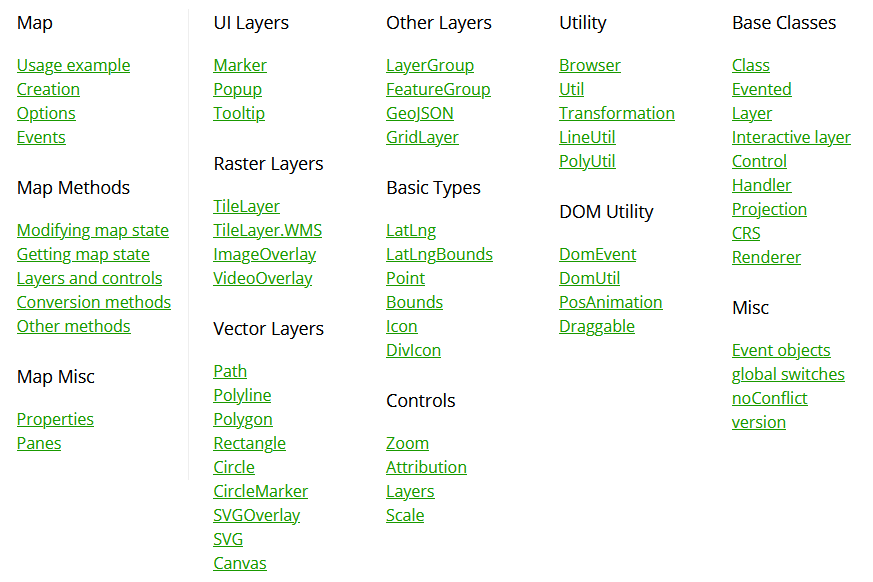 Map
Usage example
Creation
Options
Events
Map Methods
Modifying map state
Getting map state
Layers and controls
Conversion methods
Other methods
Map Misc
Properties
Panes
UI Layers
Marker
Popup
Tooltip
Raster Layers
TileLayer
TileLayer.WMS
ImageOverlay
VideoOverlay
Vector Layers
Path
Polyline
Polygon
Rectangle
Circle
CircleMarker
SVGOverlay
SVG
Canvas
Other Layers
LayerGroup
FeatureGroup
GeoJSON
GridLayer
Basic Types
LatLng
LatLngBounds
Point
Bounds
Icon
DivIcon
Controls
Zoom
Attribution
Layers
Scale
Utility
Browser
Util
Transformation
LineUtil
PolyUtil
DOM Utility
DomEvent
DomUtil
PosAnimation
Draggable
Base Classes
Class
Evented
Layer
Interactive layer
Control
Handler
Projection
CRS
Renderer
Misc
Event objects
global switches
noConflict
version